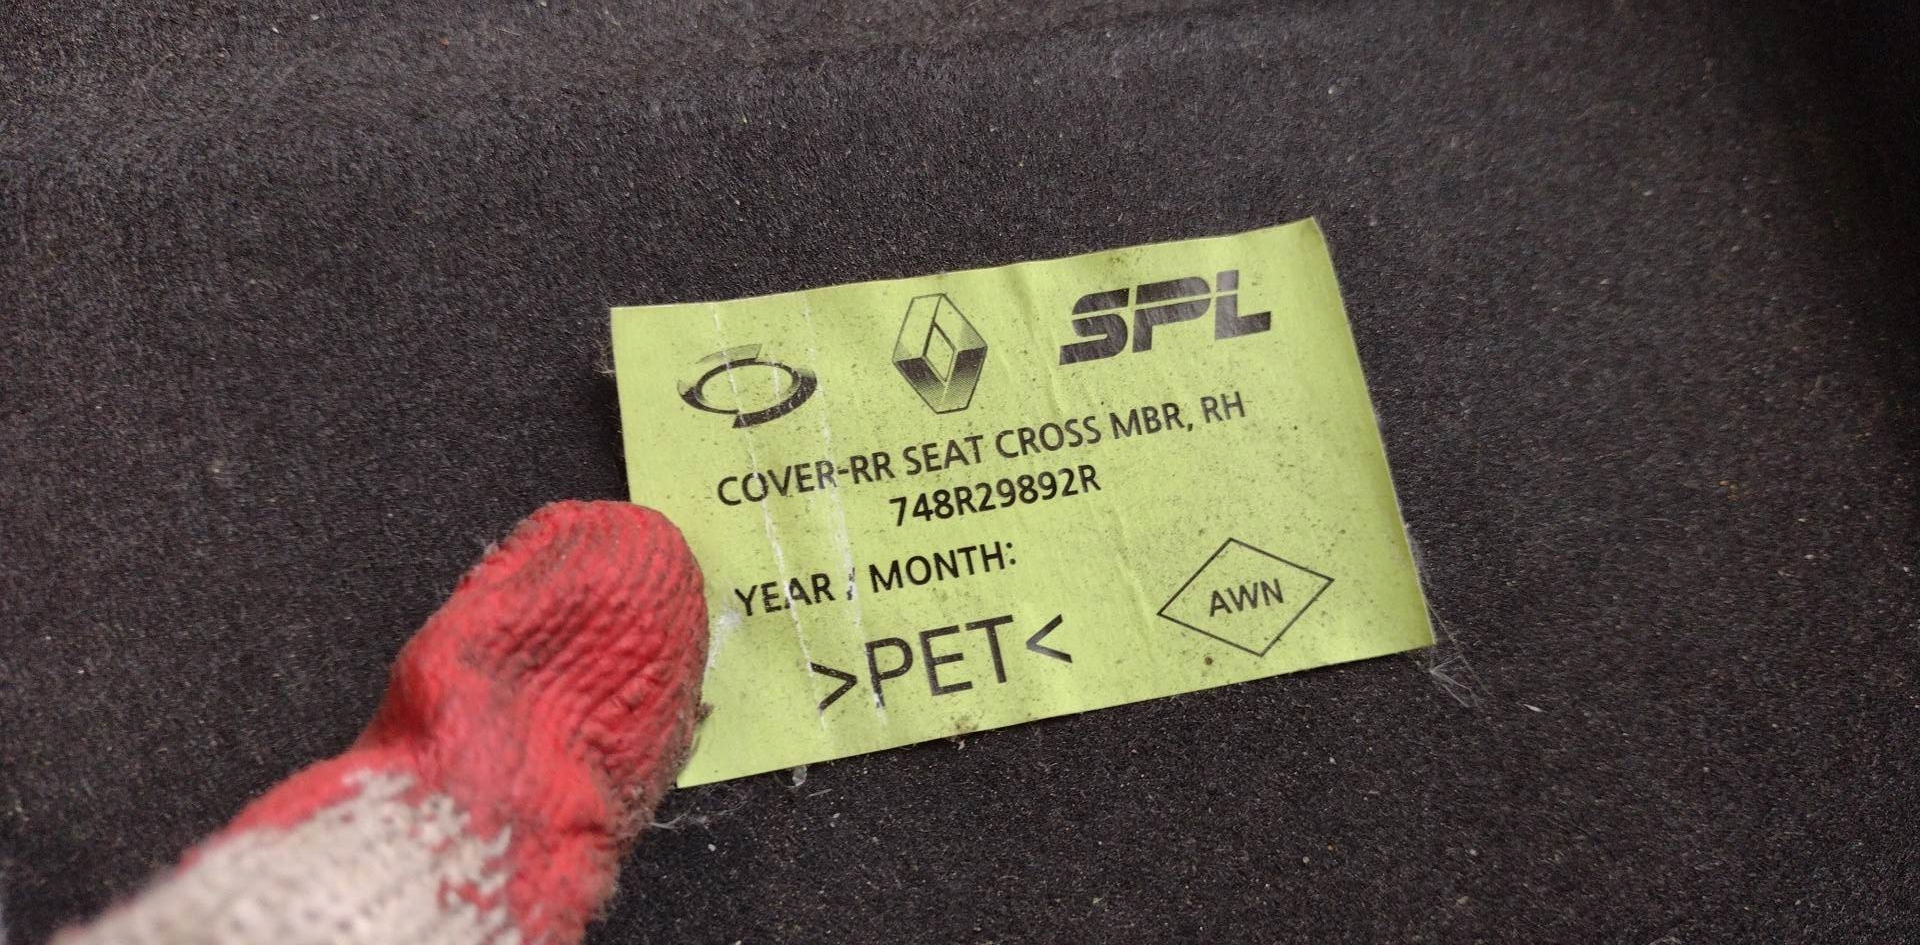 SPL
COVER-RR SEAT CROSS MBR, RH
748R29892R
YEAR / MONTH:
>PET<
AWN